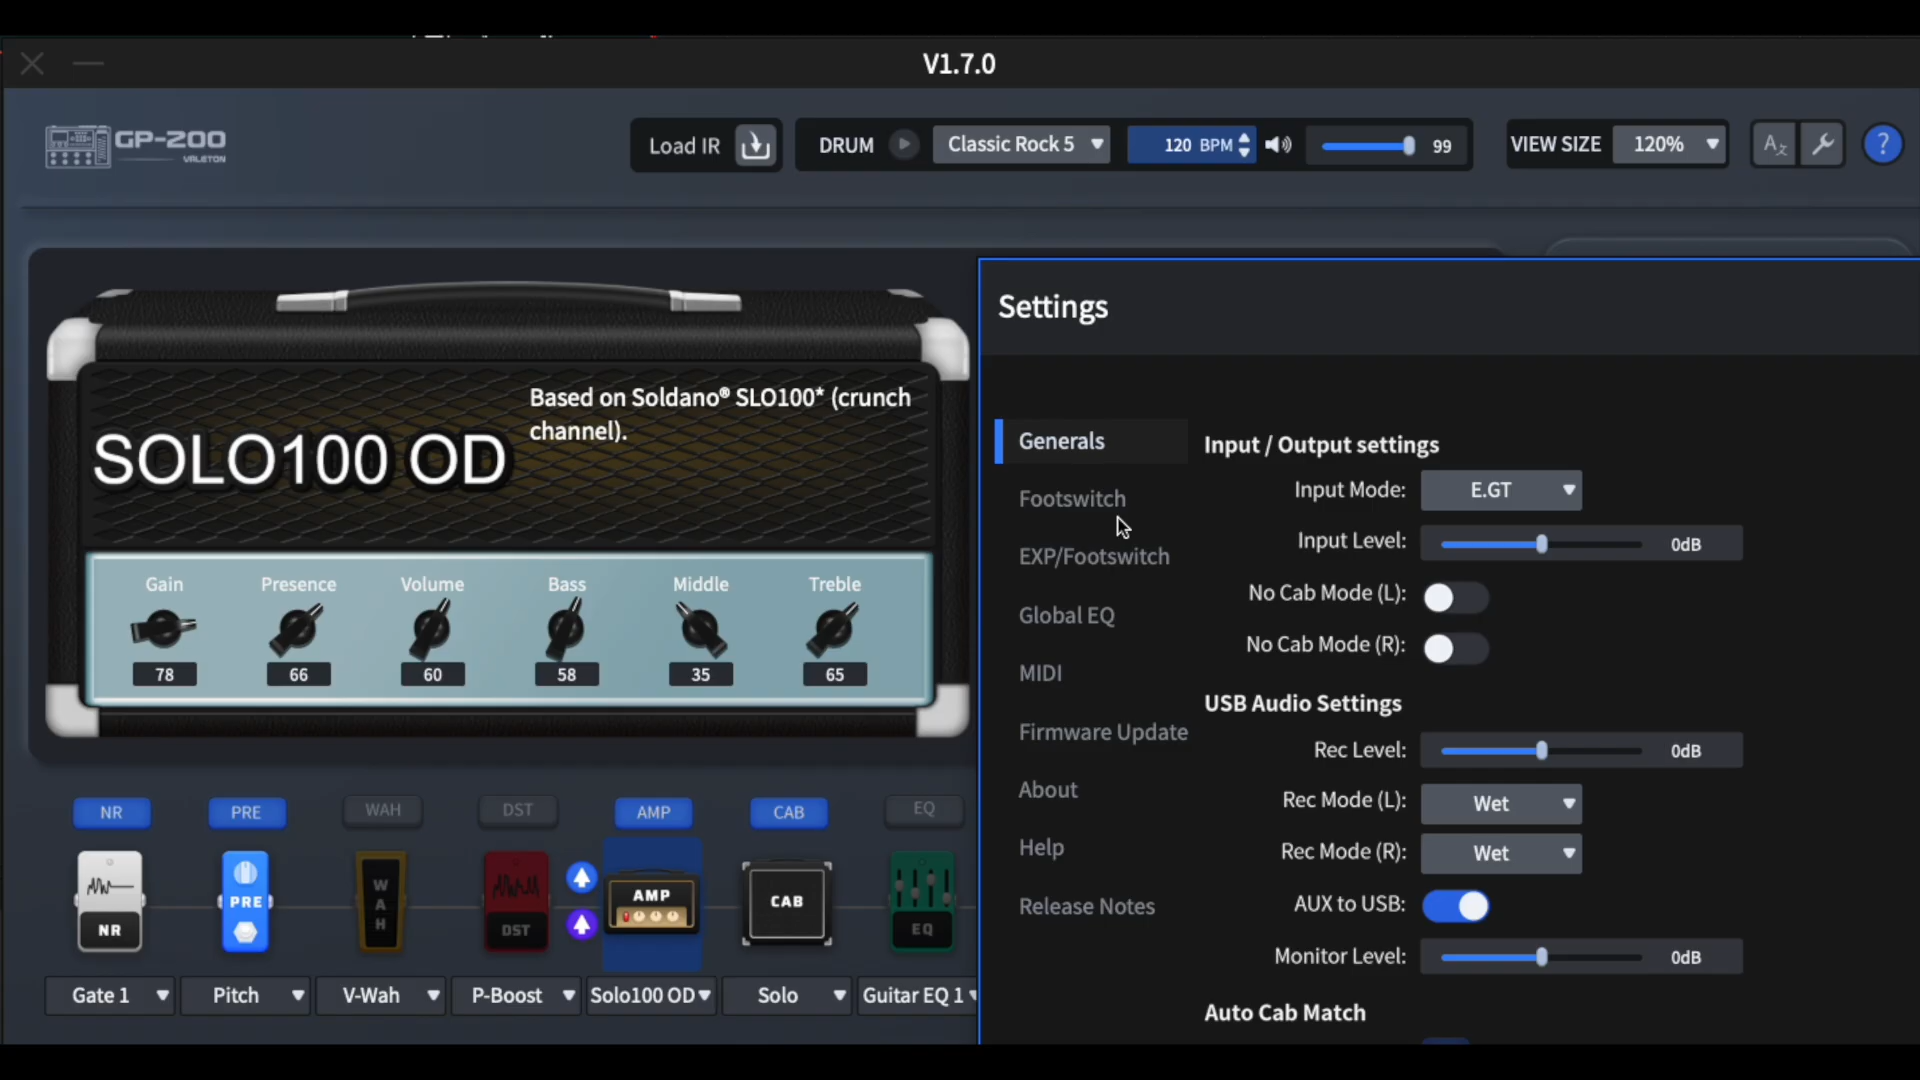 V1.7.0
GP-200
VALETON
Load IR
DRUM
Classic Rock 5
120 BPM
99
VIEW SIZE
120%
?
Settings
Based on Soldano® SLO100* (crunch
channel).
SOLO100 OD
Gain
Presence
Volume
Bass
Middle
Treble
78
66
60
58
35
65
Generals
Footswitch
EXP/Footswitch
Global EQ
MIDI
Firmware Update
About
Help
Release Notes
Input / Output settings
Input Mode:
E.GT
Input Level:
0dB
No Cab Mode (L):
No Cab Mode (R):
USB Audio Settings
Rec Level:
0dB
Rec Mode (L):
Wet
Rec Mode (R):
Wet
AUX to USB:
Monitor Level:
0dB
Auto Cab Match
NR
PRE
WAH
DST
AMP
CAB
EQ
NR
PRE
WAH
DST
AMP
CAB
EQ
Gate 1
Pitch
V-Wah
P-Boost
Solo100 OD
Solo
Guitar EQ 1